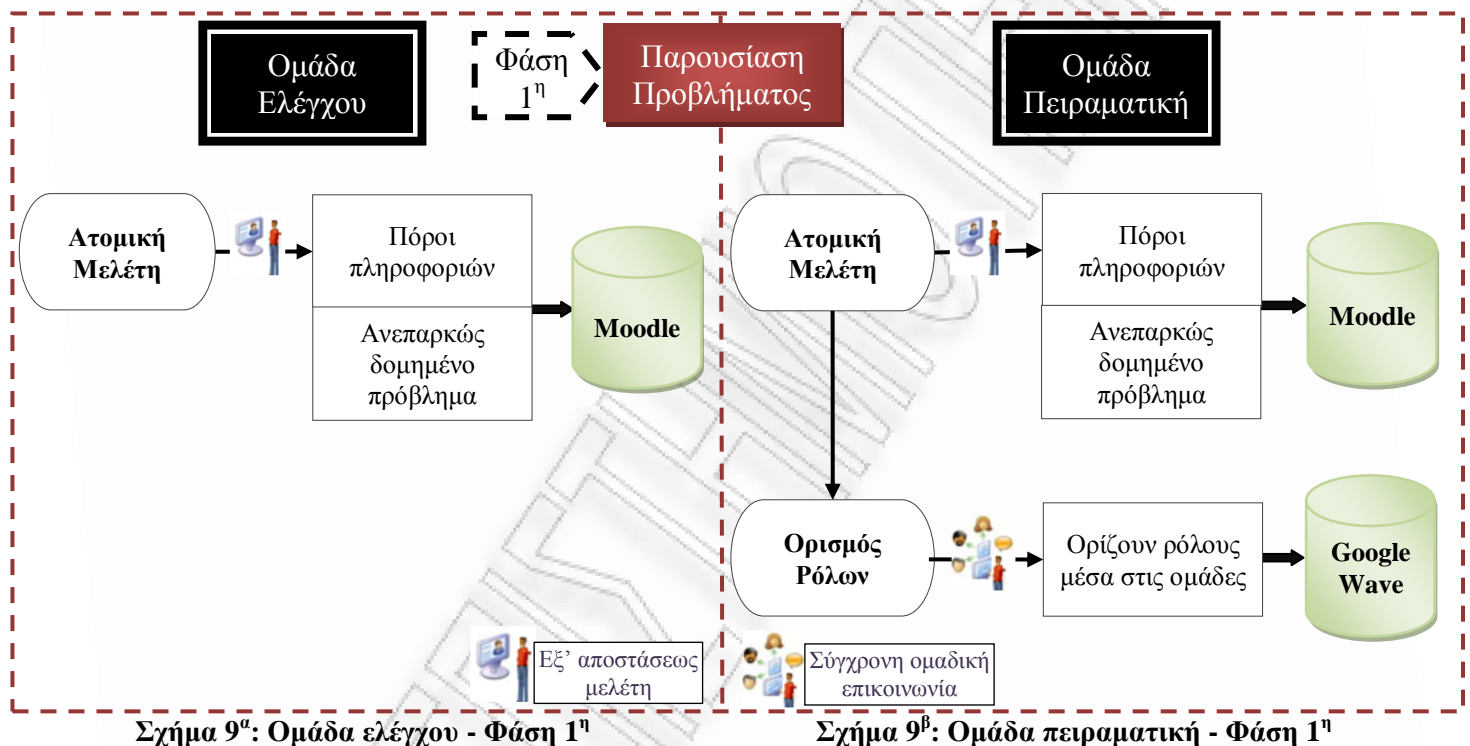 Ομάδα
Ελέγχου
Φάση
1η
Παρουσίαση
Προβλήματος
Ομάδα
Πειραματική
Ατομική
Μελέτη
Πόροι
πληροφοριών
Ανεπαρκώς
δομημένο
πρόβλημα
Moodle
Ατομική
Μελέτη
Πόροι
πληροφοριών
Ανεπαρκώς
δομημένο
πρόβλημα
Moodle
Ορισμός
Ρόλων
Ορίζουν ρόλους
μέσα στις ομάδες
Google
Wave
Εξ’ αποστάσεως
μελέτη
Σύγχρονη ομαδική
επικοινωνία
Σχήμα 9α: Ομάδα ελέγχου - Φάση 1η
Σχήμα 9β: Ομάδα πειραματική - Φάση 1η